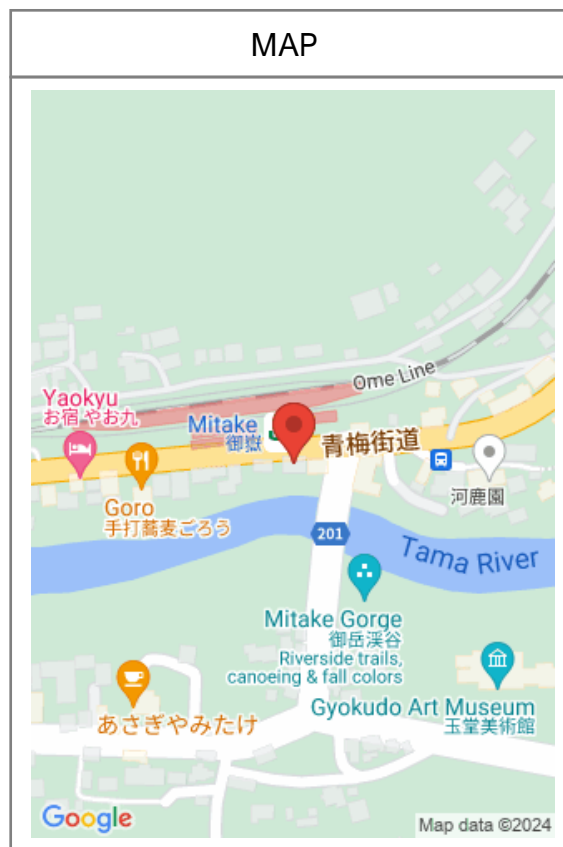 MAP
Ome Line
Yaokyu
お宿 やお九
Mitake
御嶽
青梅街道
Goro
手打蕎麦ごろう
河鹿園
201
Tama River
Mitake Gorge
御岳渓谷
Riverside trails,
canoeing & fall colors
Gyokudo Art Museum
玉堂美術館
あさぎやみたけ
Google
Map data ©2024